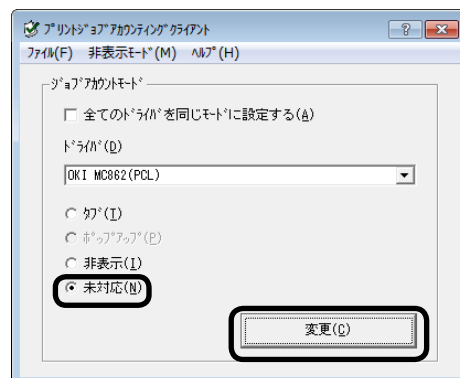 ﾌﾟﾘﾝﾄｼﾞｮﾌﾞｱｶｳﾝﾃｨﾝｸﾞｸﾗｲｱﾝﾄ
ﾌｧｲﾙ(F) 非表示ﾓｰﾄﾞ(M) ﾍﾙﾌﾟ(H)
ｼﾞｮﾌﾞｱｶｳﾝﾄﾓｰﾄﾞ
全てのﾄﾞﾗｲﾊﾞを同じﾓｰﾄﾞに設定する(A)
ﾄﾞﾗｲﾊﾞ(D)
OKI MC862(PCL)
ﾀﾌﾞ(T)
ﾎﾟｯﾌﾟｱｯﾌﾟ(P)
非表示(I)
未対応(N)
変更(C)